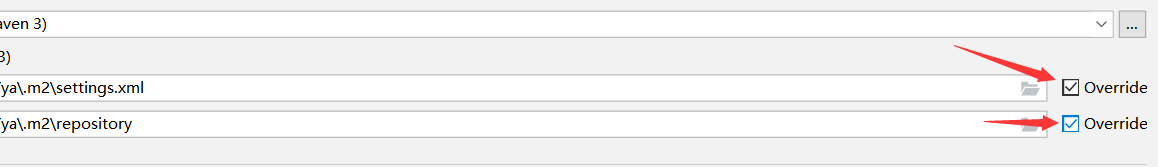 aven 3)
...
3)
ya\.m2\settings.xml
Override
ya\.m2\repository
Override